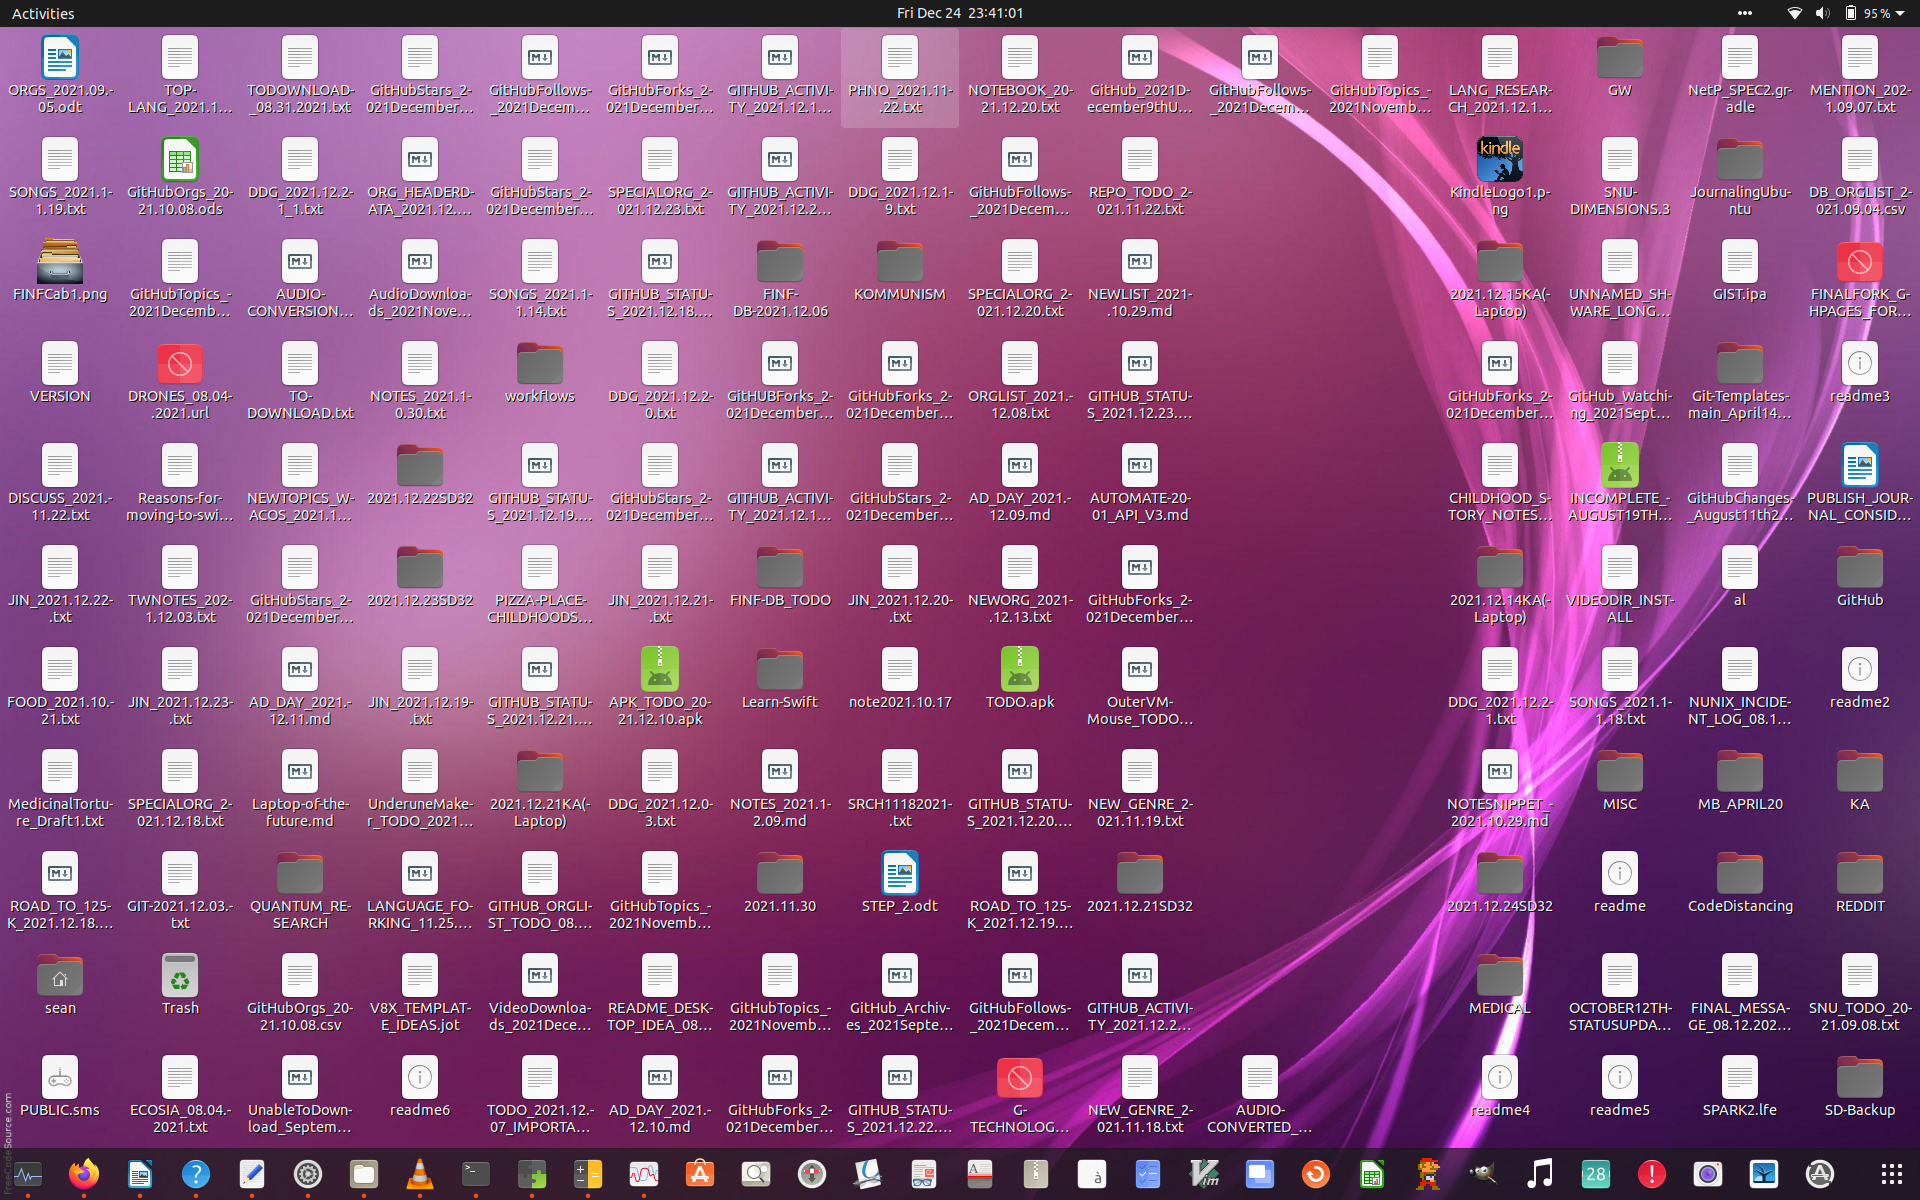 Activities
Fri Dec 24 23:41:01
95 %
ORGS_2021.09.-
05.odt
TOP-
LANG_2021.1...
TODOWNLOAD-
_08.31.2021.txt
GitHubStars_2-
021December...
GitHubFollows-
_2021Decem...
GitHubForks_2-
021December...
GITHUB_ACTIVI-
TY_2021.12.1...
PHNO_2021.11-
.22.txt
NOTEBOOK_20-
21.12.20.txt
GitHub_2021D-
ecember9thU...
GitHubFollows-
_2021Decem...
GitHubTopics_-
2021Novemb...
LANG_RESEAR-
CH_2021.12.1...
GW
NetP_SPEC2.gr-
adle
MENTION_202-
1.09.07.txt
SONGS_2021.1-
1.19.txt
GitHubOrgs_20-
21.10.08.ods
DDG_2021.12.2-
1_1.txt
ORG_HEADERD-
ATA_2021.12....
GitHubStars_2-
021December...
SPECIALORG_2-
021.12.23.txt
GITHUB_ACTIVI-
TY_2021.12.2...
DDG_2021.12.1-
9.txt
GitHubFollows-
_2021Decem...
REPO_TODO_2-
021.11.22.txt
kindle
KindleLogo1.p-
ng
SNU-
DIMENSIONS.3
JournalingUbu-
ntu
DB_ORGLIST_2-
021.09.04.csv
FINFCab1.png
GitHubTopics_-
2021Decemb...
AUDIO-
CONVERSION...
AudioDownloa-
ds_2021Nove...
SONGS_2021.1-
1.14.txt
GITHUB_STATU-
S_2021.12.18....
FINF-
DB-2021.12.06
KOMMUNISM
SPECIALORG_2-
021.12.20.txt
NEWLIST_2021-
.10.29.md
2021.12.15KA(-
Laptop)
UNNAMED_SH-
WARE_LONG...
GIST.ipa
FINALFORK_G-
HPAGES_FOR...
VERSION
DRONES_08.04-
.2021.url
TO-
DOWNLOAD.txt
NOTES_2021.1-
0.30.txt
workflows
DDG_2021.12.2-
0.txt
GitHUBForks_2-
021December...
GitHubForks_2-
021December...
ORGLIST_2021.-
12.08.txt
GITHUB_STATU-
S_2021.12.23....
GitHUBForks_2-
021December...
GitHub_Watchi-
ng_2021Sept...
Git-Templates-
main_April14...
readme3
DISCUSS_2021.-
11.22.txt
Reasons-for-
moving-to-swi...
NEWTOPICS_W-
ACOS_2021.1...
2021.12.22SD32
GITHUB_STATU-
S_2021.12.19....
GitHubStars_2-
021December...
GITHUB_ACTIVI-
TY_2021.12.1...
GitHubStars_2-
021December...
AD_DAY_2021.-
12.09.md
AUTOMATE-20-
01_API_V3.md
CHILDHOOD_S-
TORY_NOTES...
INCOMPLETE_-
AUGUST19TH...
GitHubChanges-
_August11th2...
PUBLISH_JOUR-
NAL_CONSID...
JIN_2021.12.22-
.txt
TWNOTES_202-
1.12.03.txt
GitHubStars_2-
021December...
2021.12.23SD32
PIZZA-PLACE-
CHILDHOODS...
JIN_2021.12.21-
.txt
FINF-DB_TODO
JIN_2021.12.20-
.txt
NEWORG_2021-
.12.13.txt
GitHubForks_2-
021December...
2021.12.14KA(-
Laptop)
VIDEODIR_INST-
ALL
al
GitHub
FOOD_2021.10.-
21.txt
JIN_2021.12.23-
.txt
AD_DAY_2021.-
12.11.md
JIN_2021.12.19-
.txt
GITHUB_STATU-
S_2021.12.21....
APK_TODO_20-
21.12.10.apk
Learn-Swift
note2021.10.17
TODO.apk
OuterVM-
Mouse_TODO...
DDG_2021.12.2-
1.txt
SONGS_2021.1-
1.18.txt
NUNIX_INCIDE-
NT_LOG_08.1...
readme2
MedicinalTortu-
re_Draft1.txt
SPECIALORG_2-
021.12.18.txt
Laptop-of-the-
future.md
UnderuneMake-
r_TODO_2021...
2021.12.21KA(-
Laptop)
DDG_2021.12.0-
3.txt
NOTES_2021.1-
2.09.md
SRCH11182021-
.txt
GITHUB_STATU-
S_2021.12.20....
NEW_GENRE_2-
021.11.19.txt
NOTESNIPPET_-
2021.10.29.md
MISC
MB_APRIL20
KA
ROAD_TO_125-
K_2021.12.18....
GIT-2021.12.03.-
txt
QUANTUM_RE-
SEARCH
LANGUAGE_FO-
RKING_11.25....
GITHUB_ORGLI-
ST_TODO_08....
GitHubTopics_-
2021Novemb...
2021.11.30
STEP_2.odt
ROAD_TO_125-
K_2021.12.19....
2021.12.21SD32
2021.12.24SD32
readme
CodeDistancing
REDDIT
sean
Trash
GitHubOrgs_20-
21.10.08.csv
V8X_TEMPLAT-
E_IDEAS.jot
VideoDownloa-
ds_2021Dece...
README_DESK-
TOP_IDEA_08...
GitHubTopics_-
2021Novemb...
GitHub_Archiv-
es_2021Septe...
GitHubFollows-
_2021Decem...
GITHUB_ACTIVI-
TY_2021.12.2...
MEDICAL
OCTOBER12TH-
STATUSUPDA...
FINAL_MESSA-
GE_08.12.202...
SNU_TODO_20-
21.09.08.txt
PUBLIC.sms
ECOSIA_08.04.-
2021.txt
UnableToDown-
load_Septem...
readme6
TODO_2021.12.-
07_IMPORTA...
AD_DAY_2021.-
12.10.md
GitHubForks_2-
021December...
GITHUB_STATU-
S_2021.12.22....
G-
TECHNOLOG...
NEW_GENRE_2-
021.11.18.txt
AUDIO-
CONVERTED_...
readme4
readme5
SPARK2.lfe
SD-Backup
FreeCodeSource.com
28